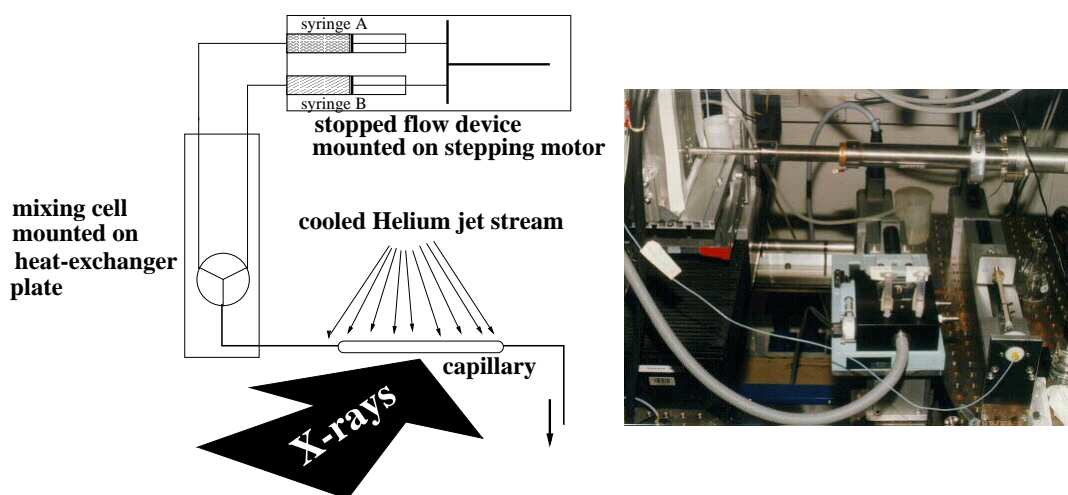 syringe A
syringe B
stopped flow device
mounted on stepping motor
mixing cell
mounted on
heat-exchanger
plate
cooled Helium jet stream
capillary
X-rays